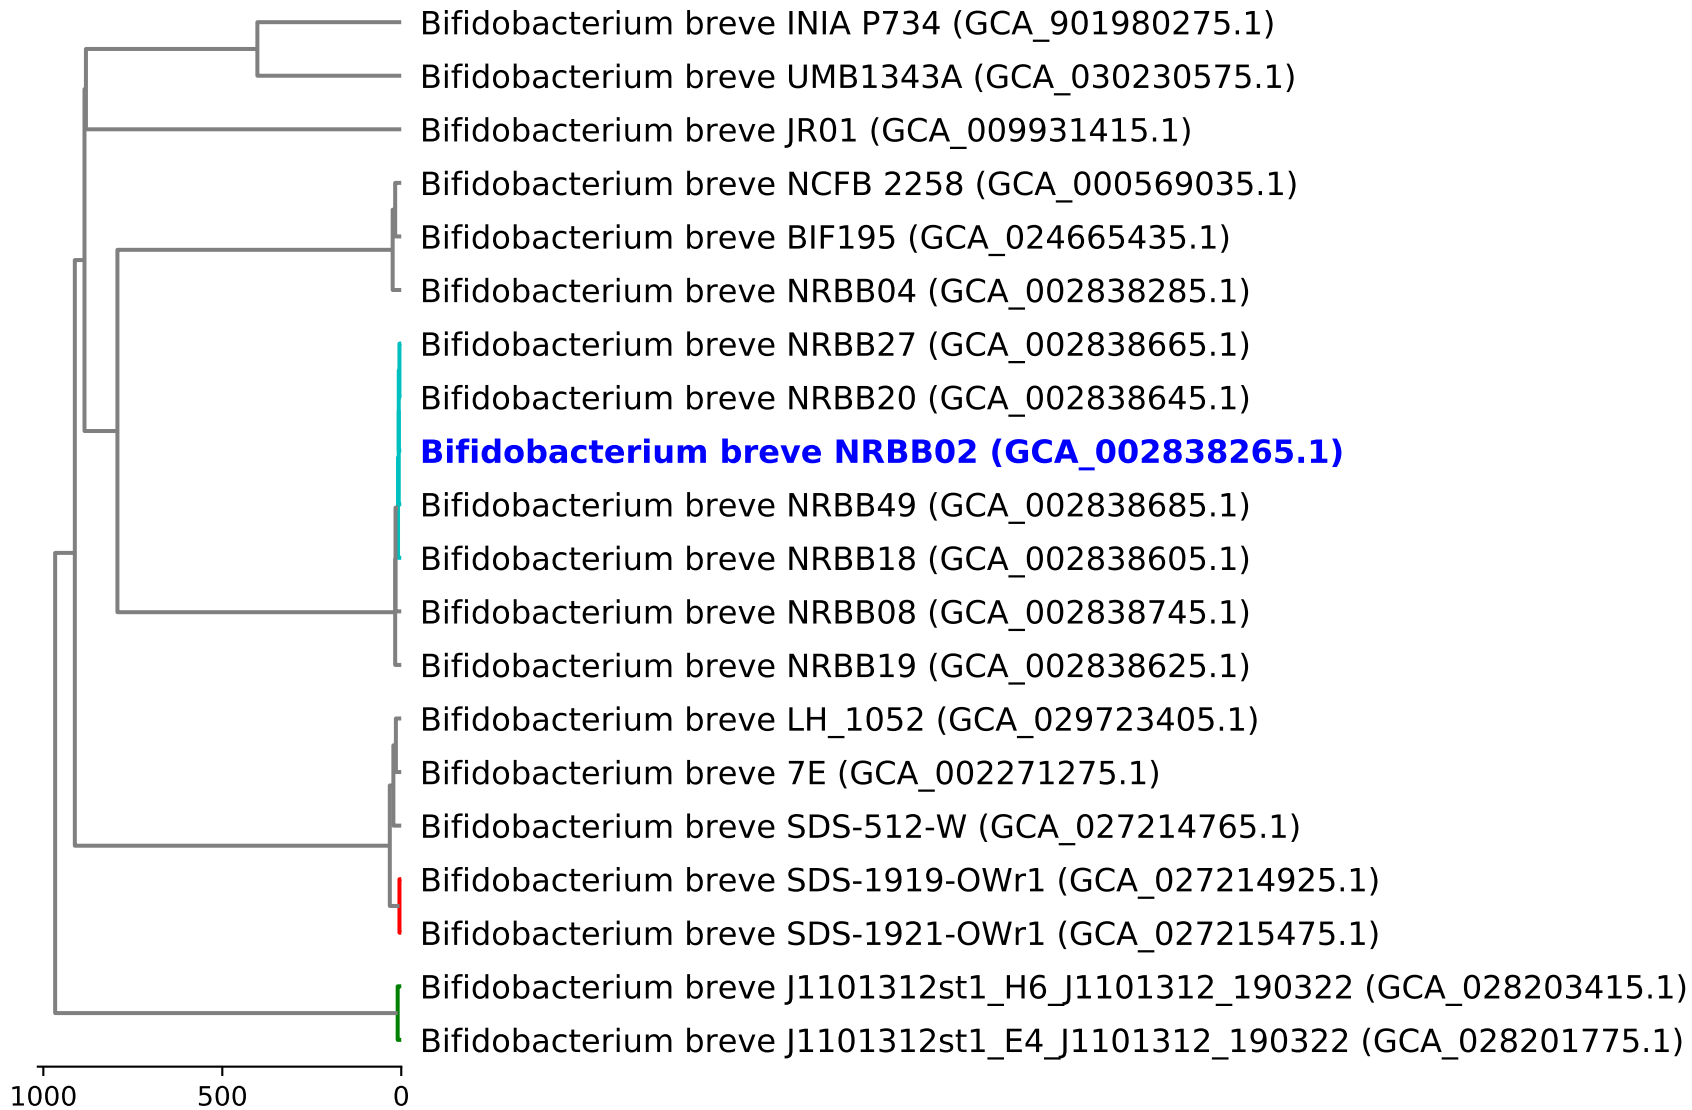 Bifidobacterium breve INIA P734 (GCA_901980275.1)
Bifidobacterium breve UMB1343A (GCA_030230575.1)
Bifidobacterium breve JR01 (GCA_009931415.1)
Bifidobacterium breve NCFB 2258 (GCA_000569035.1)
Bifidobacterium breve BIF195 (GCA_024665435.1)
Bifidobacterium breve NRBB04 (GCA_002838285.1)
Bifidobacterium breve NRBB27 (GCA_002838665.1)
Bifidobacterium breve NRBB20 (GCA_002838645.1)
Bifidobacterium breve NRBB02 (GCA_002838265.1)
Bifidobacterium breve NRBB49 (GCA_002838685.1)
Bifidobacterium breve NRBB18 (GCA_002838605.1)
Bifidobacterium breve NRBB08 (GCA_002838745.1)
Bifidobacterium breve NRBB19 (GCA_002838625.1)
Bifidobacterium breve LH_1052 (GCA_029723405.1)
Bifidobacterium breve 7E (GCA_002271275.1)
Bifidobacterium breve SDS-512-W (GCA_027214765.1)
Bifidobacterium breve SDS-1919-OWr1 (GCA_027214925.1)
Bifidobacterium breve SDS-1921-OWr1 (GCA_027215475.1)
Bifidobacterium breve J1101312st1_H6_J1101312_190322 (GCA_028203415.1)
Bifidobacterium breve J1101312st1_E4_J1101312_190322 (GCA_028201775.1)
1000 500 0